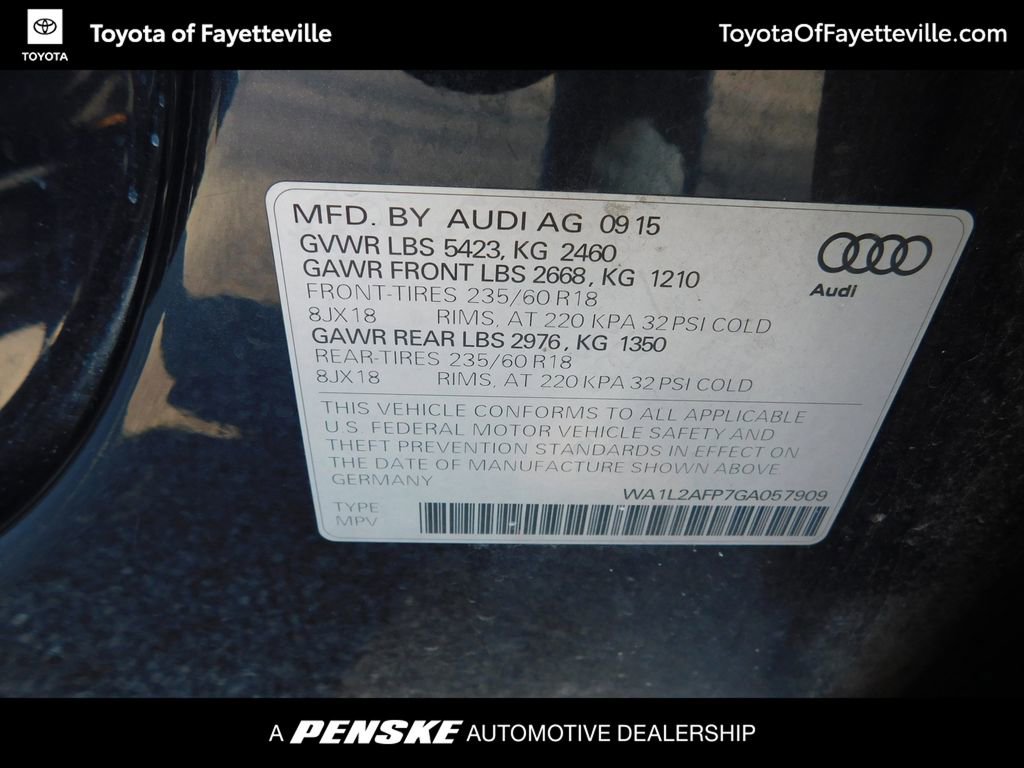 TOYOTA
Toyota of Fayetteville
ToyotaOfFayetteville.com
MFD. BY AUDI AG 09 15
GVWR LBS 5423, KG 2460
GAWR FRONT LBS 2668, KG 1210
FRONT-TIRES 235/60 R18
8JX18 RIMS, AT 220 KPA 32 PSI COLD
GAWR REAR LBS 2976, KG 1350
REAR-TIRES 235/60 R18
8JX18 RIMS, AT 220 KPA 32 PSI COLD
Audi
THIS VEHICLE CONFORMS TO ALL APPLICABLE
U.S. FEDERAL MOTOR VEHICLE SAFETY AND
THEFT PREVENTION STANDARDS IN EFFECT ON
THE DATE OF MANUFACTURE SHOWN ABOVE.
GERMANY
WA1L2AFP7GA057909
TYPE
MPV
A PENSKE AUTOMOTIVE DEALERSHIP